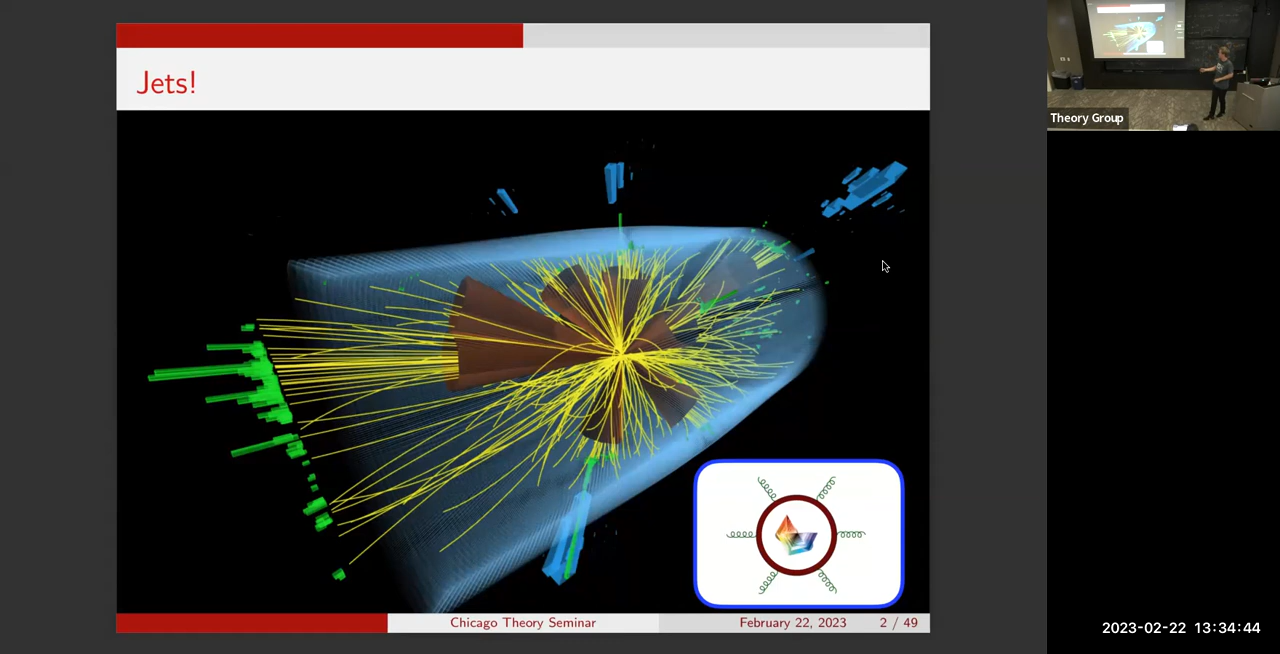 Jets!
Theory Group
Chicago Theory Seminar
February 22, 2023
2 / 49
2023-02-22 13:34:44